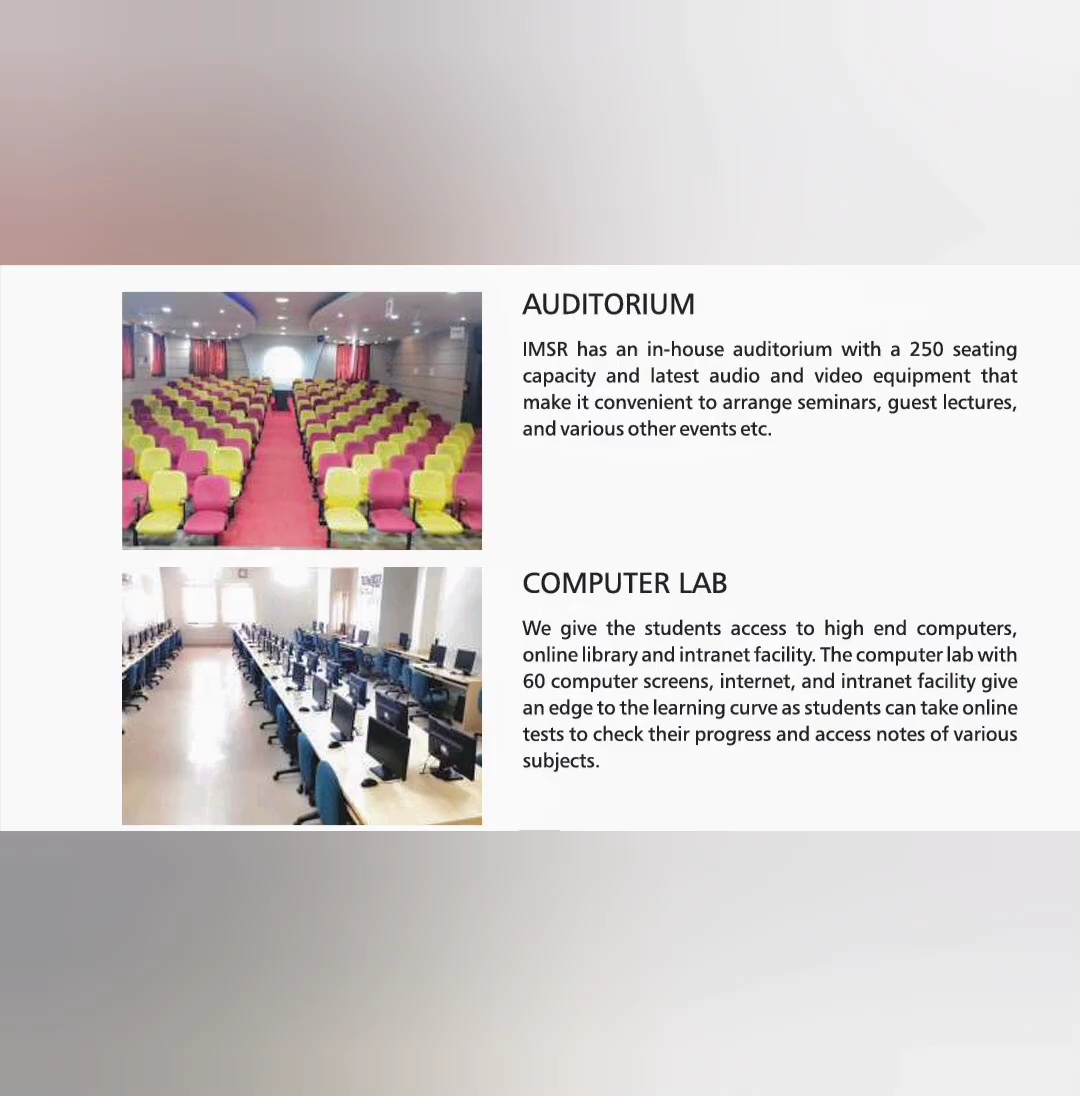 AUDITORIUM
IMSR has an in-house auditorium with a 250 seating
capacity and latest audio and video equipment that
make it convenient to arrange seminars, guest lectures,
and various other events etc.
COMPUTER LAB
We give the students access to high end computers,
online library and intranet facility. The computer lab with
60 computer screens, internet, and intranet facility give
an edge to the learning curve as students can take online
tests to check their progress and access notes of various
subjects.